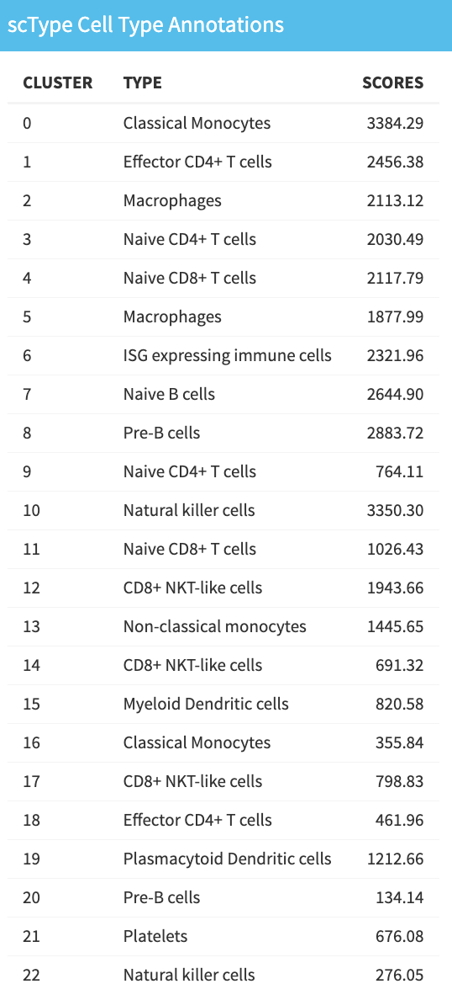 scType Cell Type Annotations
CLUSTER TYPE SCORES
0 Classical Monocytes 3384.29
1 Effector CD4+ T cells 2456.38
2 Macrophages 2113.12
3 Naive CD4+ T cells 2030.49
4 Naive CD8+ T cells 2117.79
5 Macrophages 1877.99
6 ISG expressing immune cells 2321.96
7 Naive B cells 2644.90
8 Pre-B cells 2883.72
9 Naive CD4+ T cells 764.11
10 Natural killer cells 3350.30
11 Naive CD8+ T cells 1026.43
12 CD8+ NKT-like cells 1943.66
13 Non-classical monocytes 1445.65
14 CD8+ NKT-like cells 691.32
15 Myeloid Dendritic cells 820.58
16 Classical Monocytes 355.84
17 CD8+ NKT-like cells 798.83
18 Effector CD4+ T cells 461.96
19 Plasmacytoid Dendritic cells 1212.66
20 Pre-B cells 134.14
21 Platelets 676.08
22 Natural killer cells 276.05